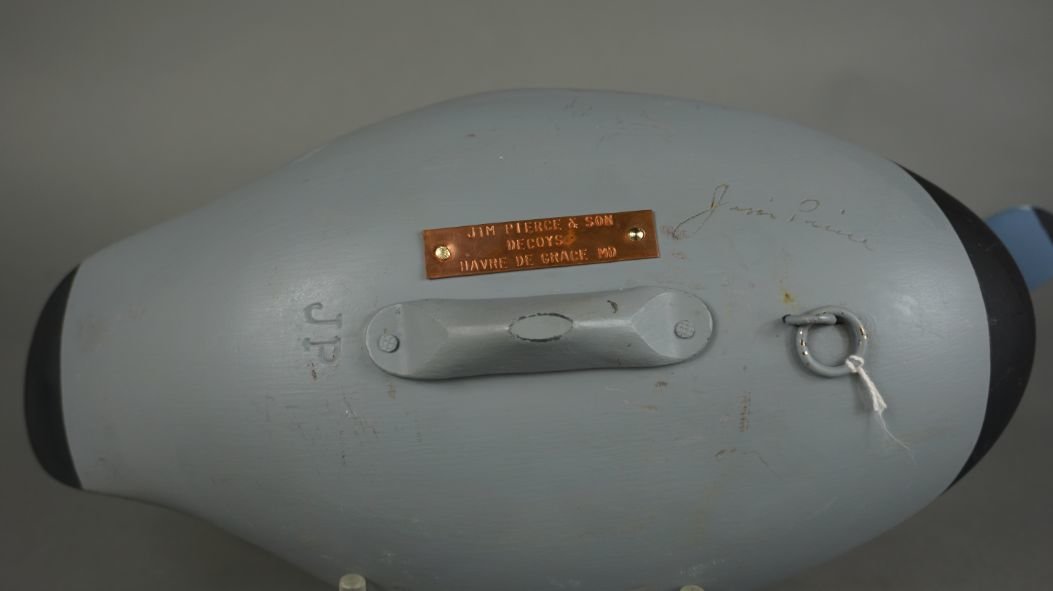 JIM PIERCE & SON
DECOYS
HAVRE DE GRACE MD
Jim Pierce
JP